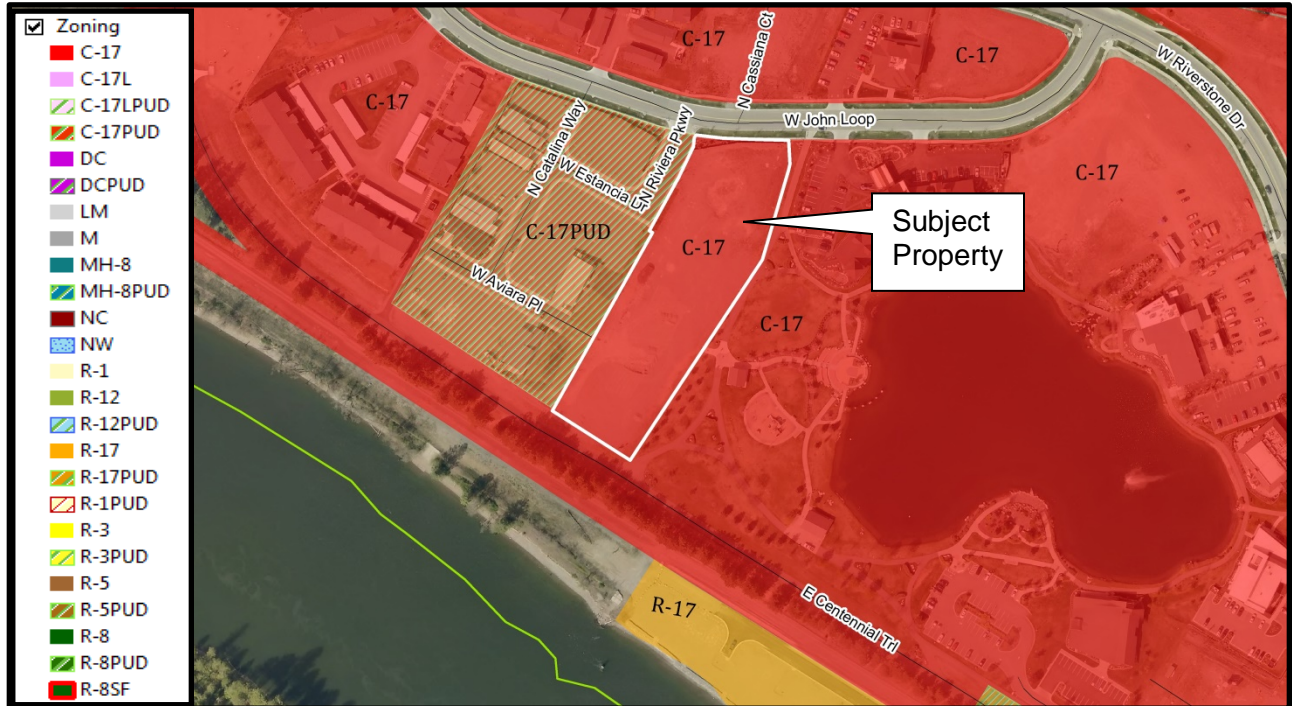 Zoning
C-17
C-17L
C-17LPUD
C-17PUD
DC
DCPUD
LM
M
MH-8
MH-8PUD
NC
NW
R-1
R-12
R-12PUD
R-17
R-17PUD
R-1PUD
R-3
R-3PUD
R-5
R-5PUD
R-8
R-8PUD
R-8SF
C-17
N Cassiana Ct
C-17
W Riverstone Dr
C-17
N Catalina Way
W John Loop
W Estancia Dr
N Riviera Pkwy
C-17
C-17PUD
C-17
Subject
Property
W Aviara Pl
C-17
R-17
E Centennial Trl